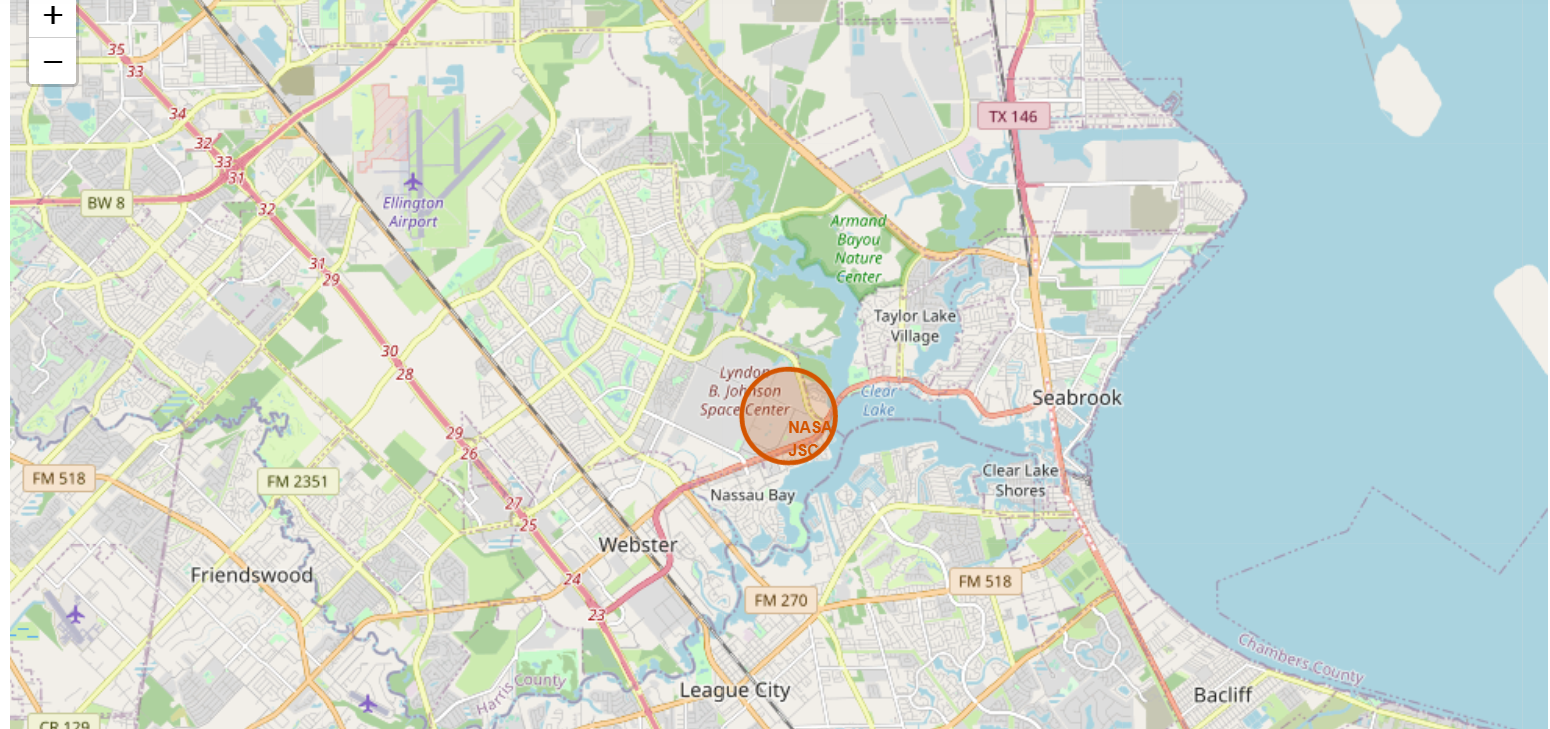 +
−
35
33
34
32
33
31
32
31
29
30
28
29
26
27
25
24
23
TX 146
BW 8
Ellington
Airport
Armand
Bayou
Nature
Center
Taylor Lake
Village
Lyndon
B. Johnson
Space Center
NASA
JSC
Clear
Lake
Seabrook
Clear Lake
Shores
Nassau Bay
FM 518
FM 2351
Webster
Friendswood
FM 270
FM 518
Harris County
Chambers County
League City
Bacliff
CR 129